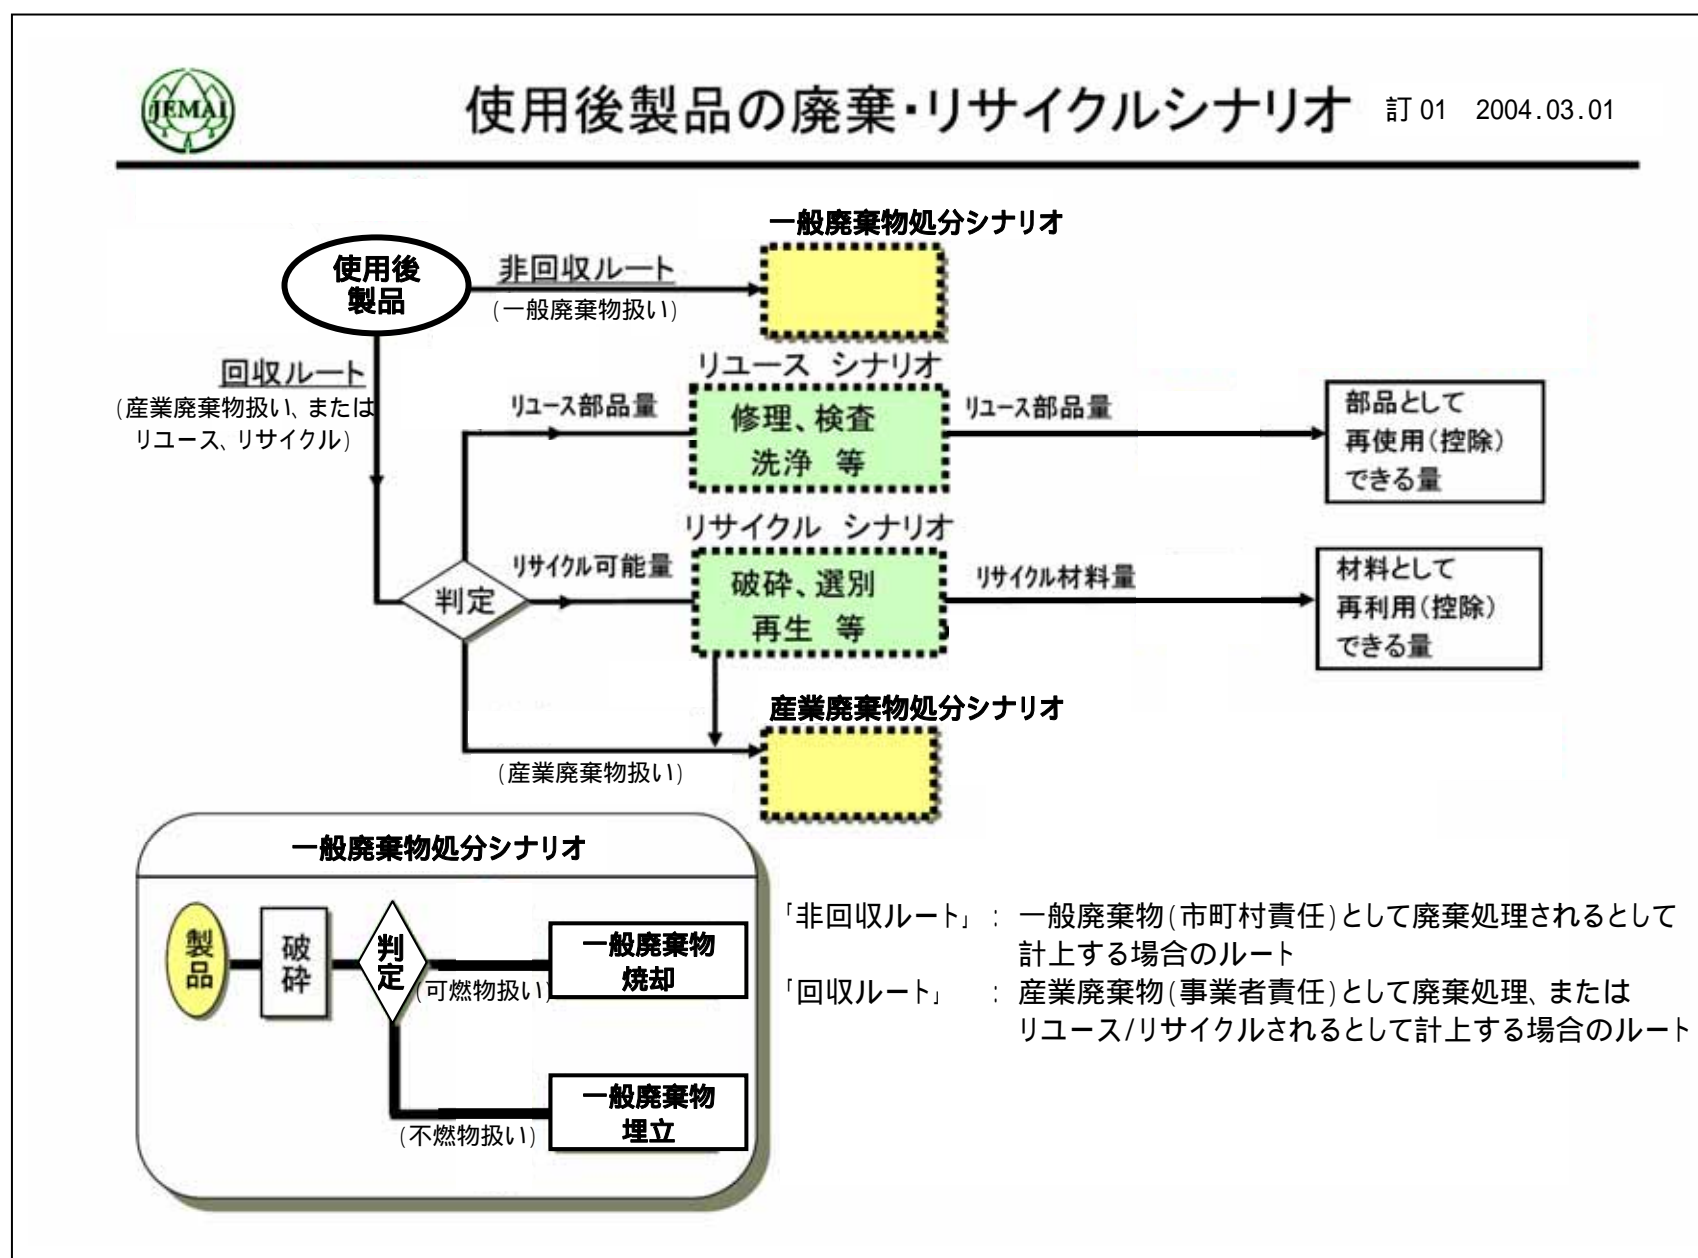 JEMAI
使用後製品の廃棄・リサイクルシナリオ 訂01 2004.03.01
一般廃棄物処分シナリオ
使用後
製品
非回収ルート
(一般廃棄物扱い)
回収ルート
(産業廃棄物扱い、または
リユース、リサイクル)
リユース シナリオ
リユース部品量
修理、検査
洗浄 等
リユース部品量
部品として
再使用(控除)
できる量
リサイクル シナリオ
判定
リサイクル可能量
破砕、選別
再生 等
リサイクル材料量
材料として
再利用(控除)
できる量
産業廃棄物処分シナリオ
(産業廃棄物扱い)
一般廃棄物処分シナリオ
製品
破砕
判定
(可燃物扱い)
一般廃棄物
焼却
(不燃物扱い)
一般廃棄物
埋立
「非回収ルート」: 一般廃棄物(市町村責任)として廃棄処理されるとして
計上する場合のルート
「回収ルート」 : 産業廃棄物(事業者責任)として廃棄処理、または
リユース/リサイクルされるとして計上する場合のルート